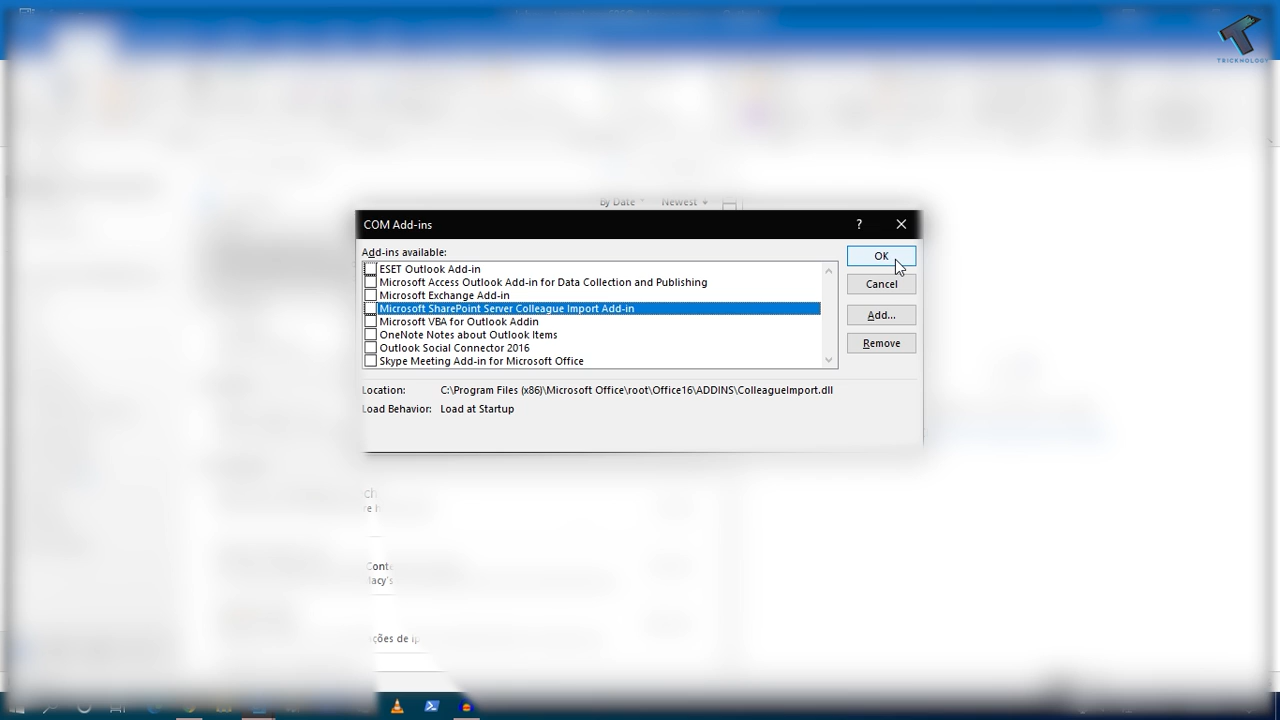 TRICKNOLOGY
By Date
Newest
COM Add-ins
?
Add-ins available:
OK
ESET Outlook Add-in
Microsoft Access Outlook Add-in for Data Collection and Publishing
Microsoft Exchange Add-in
Cancel
Microsoft SharePoint Server Colleague Import Add-in
Add...
Microsoft VBA for Outlook Addin
OneNote Notes about Outlook Items
Remove
Outlook Social Connector 2016
Skype Meeting Add-in for Microsoft Office
Location: C:\Program Files (x86)\Microsoft Office\root\Office16\ADDINS\ColleagueImport.dll
Load Behavior: Load at Startup